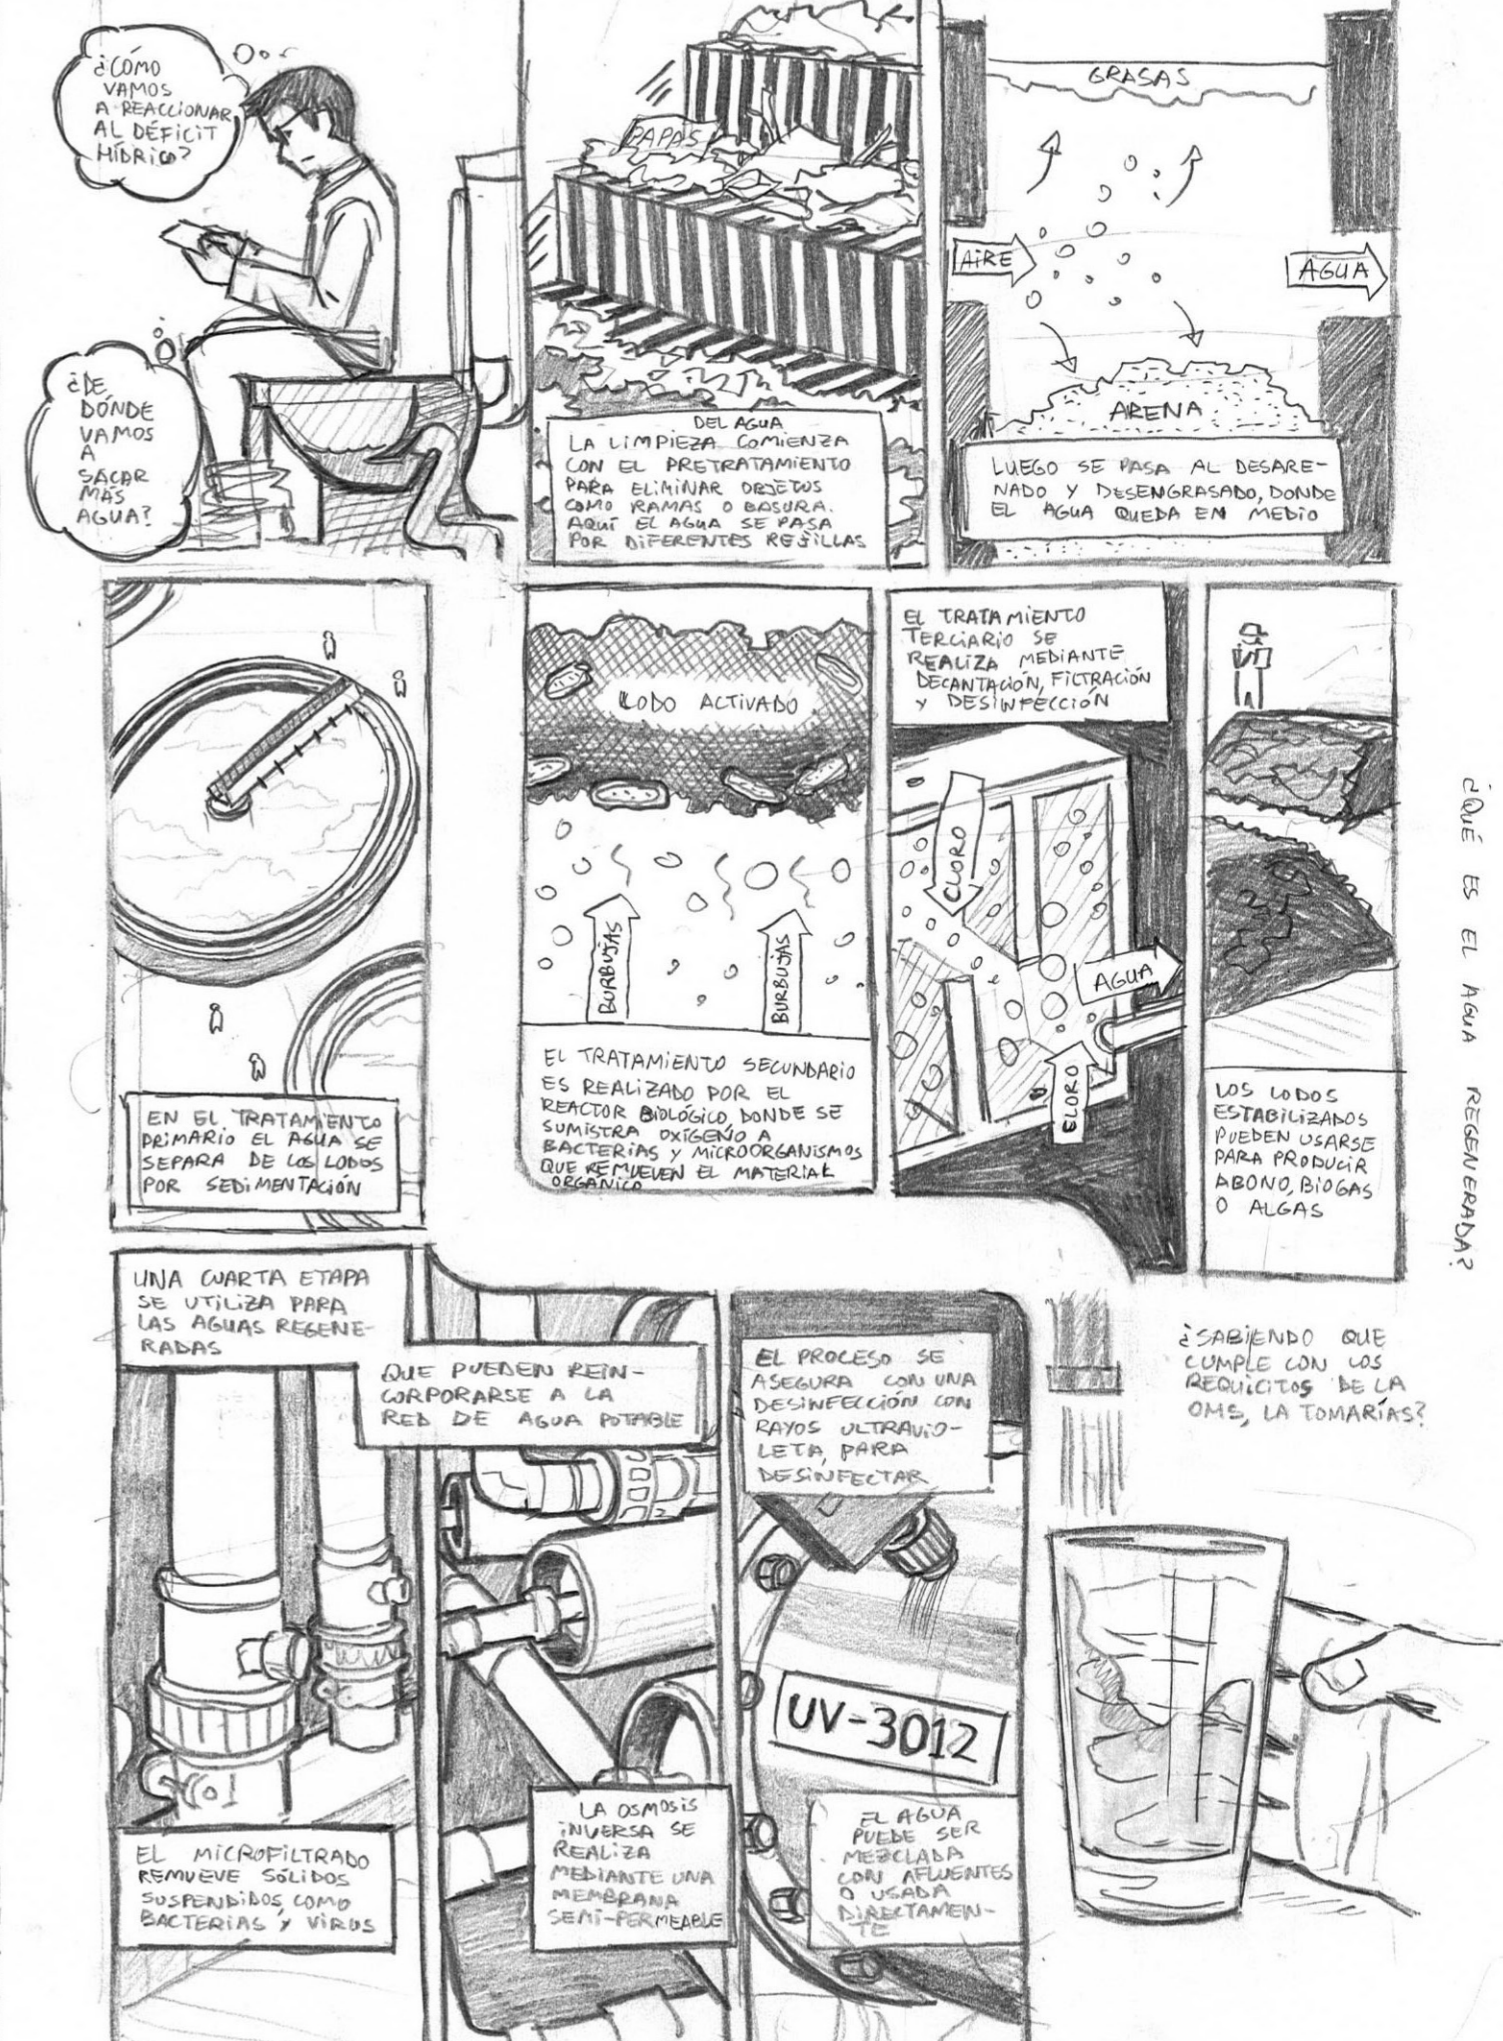 ¿CÓMO
VAMOS
A REACCIONAR
AL DÉFICIT
HÍDRICO?
¿DE
DÓNDE
VAMOS
A
SACAR
MÁS
AGUA?
PAPAS
DEL AGUA
LA LIMPIEZA COMIENZA
CON EL PRETRATAMIENTO
PARA ELIMINAR OBJETOS
COMO RAMAS O BASURA.
AQUÍ EL AGUA SE PASA
POR DIFERENTES REJILLAS
GRASAS
AIRE
AGUA
ARENA
LUEGO SE PASA AL DESARE-
NADO Y DESENGRASADO, DONDE
EL AGUA QUEDA EN MEDIO
EN EL TRATAMIENTO
PRIMARIO EL AGUA SE
SEPARA DE LOS LODOS
POR SEDIMENTACIÓN
LODO ACTIVADO
BURBUJAS
BURBUJAS
EL TRATAMIENTO SECUNDARIO
ES REALIZADO POR EL
REACTOR BIOLÓGICO, DONDE SE
SUMISTRA OXÍGENO A
BACTERIAS Y MICROORGANISMOS
QUE REMUEVEN EL MATERIAL
ORGÁNICO
EL TRATAMIENTO
TERCIARIO SE
REALIZA MEDIANTE
DECANTACIÓN, FILTRACIÓN
Y DESINFECCIÓN
CLORO
AGUA
CLORO
LOS LODOS
ESTABILIZADOS
PUEDEN USARSE
PARA PRODUCIR
ABONO, BIOGAS
O ALGAS
¿QUÉ ES EL AGUA REGENERADA?
UNA CUARTA ETAPA
SE UTILIZA PARA
LAS AGUAS REGENE-
RADAS
QUE PUEDEN REIN-
CORPORARSE A LA
RED DE AGUA POTABLE
EL MICROFILTRADO
REMUEVE SÓLIDOS
SUSPENDIDOS, COMO
BACTERIAS Y VIRUS
LA OSMOSIS
INVERSA SE
REALIZA
MEDIANTE UNA
MEMBRANA
SEMI-PERMEABLE
EL PROCESO SE
ASEGURA CON UNA
DESINFECCIÓN CON
RAYOS ULTRAVIO-
LETA, PARA
DESINFECTAR
UV-3012
EL AGUA
PUEDE SER
MEZCLADA
CON AFLUENTES
O USADA
DIRECTAMEN-
TE
¿SABIENDO QUE
CUMPLE CON LOS
REQUICITOS DE LA
OMS, LA TOMARÍAS?